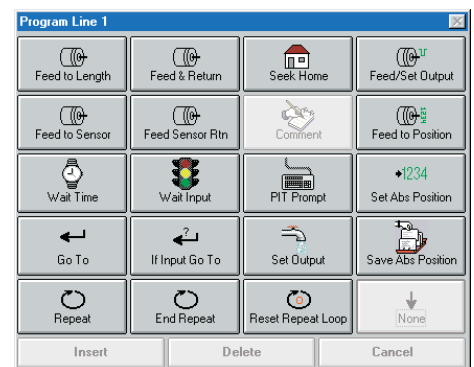 Program Line 1
Feed to Length
Feed & Return
Seek Home
Feed/Set Output
Feed to Sensor
Feed Sensor Rtn
Comment
1234
Feed to Position
Wait Time
Wait Input
PIT Prompt
1234
Set Abs Position
Go To
?
If Input Go To
Set Output
Save Abs Position
Repeat
End Repeat
Reset Repeat Loop
None
Insert
Delete
Cancel